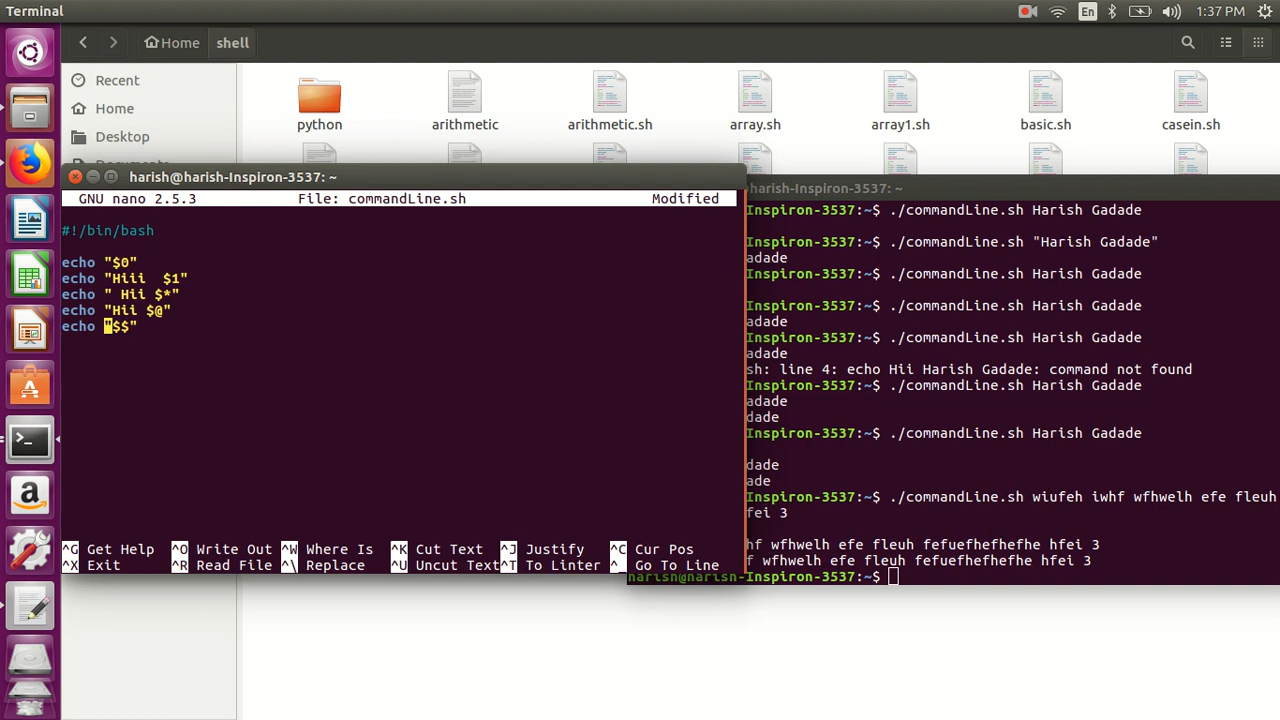 Terminal
En
1:37 PM
Home
shell
Recent
Home
Desktop
python
arithmetic
arithmetic.sh
array.sh
array1.sh
basic.sh
casein.sh
harish@harish-Inspiron-3537: ~
GNU nano 2.5.3 File: commandLine.sh Modified
#!/bin/bash
echo "$0"
echo "Hiii  $1"
echo " Hii $*"
echo "Hii $@"
echo "$$"
^G Get Help ^O Write Out ^W Where Is ^K Cut Text ^J Justify ^C Cur Pos
^X Exit ^R Read File ^\ Replace ^U Uncut Text ^T To Linter ^_ Go To Line
harish-Inspiron-3537: ~
Inspiron-3537:~$ ./commandLine.sh Harish Gadade
Inspiron-3537:~$ ./commandLine.sh "Harish Gadade"
adade
Inspiron-3537:~$ ./commandLine.sh Harish Gadade
Inspiron-3537:~$ ./commandLine.sh Harish Gadade
adade
Inspiron-3537:~$ ./commandLine.sh Harish Gadade
adade
sh: line 4: echo Hii Harish Gadade: command not found
Inspiron-3537:~$ ./commandLine.sh Harish Gadade
adade
dade
Inspiron-3537:~$ ./commandLine.sh Harish Gadade
dade
ade
Inspiron-3537:~$ ./commandLine.sh wiufeh iwhf wfhwelh efe fleuh
fei 3
hf wfhwelh efe fleuh fefuefhefhefhe hfei 3
f wfhwelh efe fleuh fefuefhefhefhe hfei 3
harish@harish-Inspiron-3537:~$